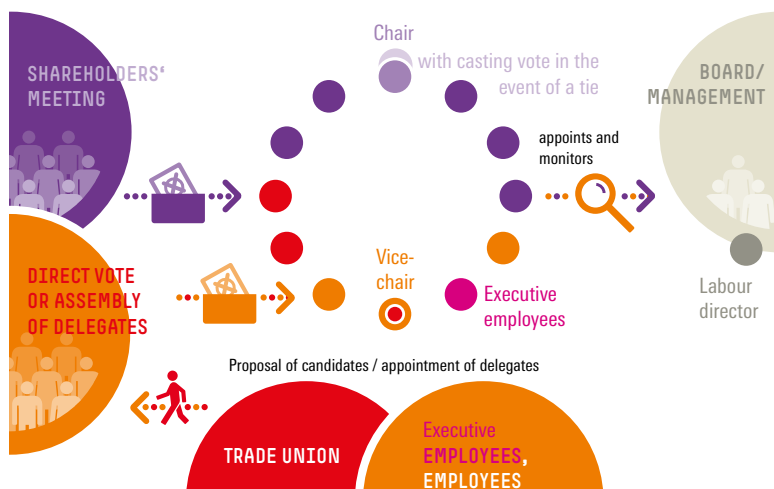 Chair
with casting vote in the
event of a tie
SHAREHOLDERS‘
MEETING
BOARD/
MANAGEMENT
appoints and
monitors
DIRECT VOTE
OR ASSEMBLY
OF DELEGATES
Vice-
chair
Executive
employees
Labour
director
Proposal of candidates / appointment of delegates
TRADE UNION
Executive
EMPLOYEES,
EMPLOYEES